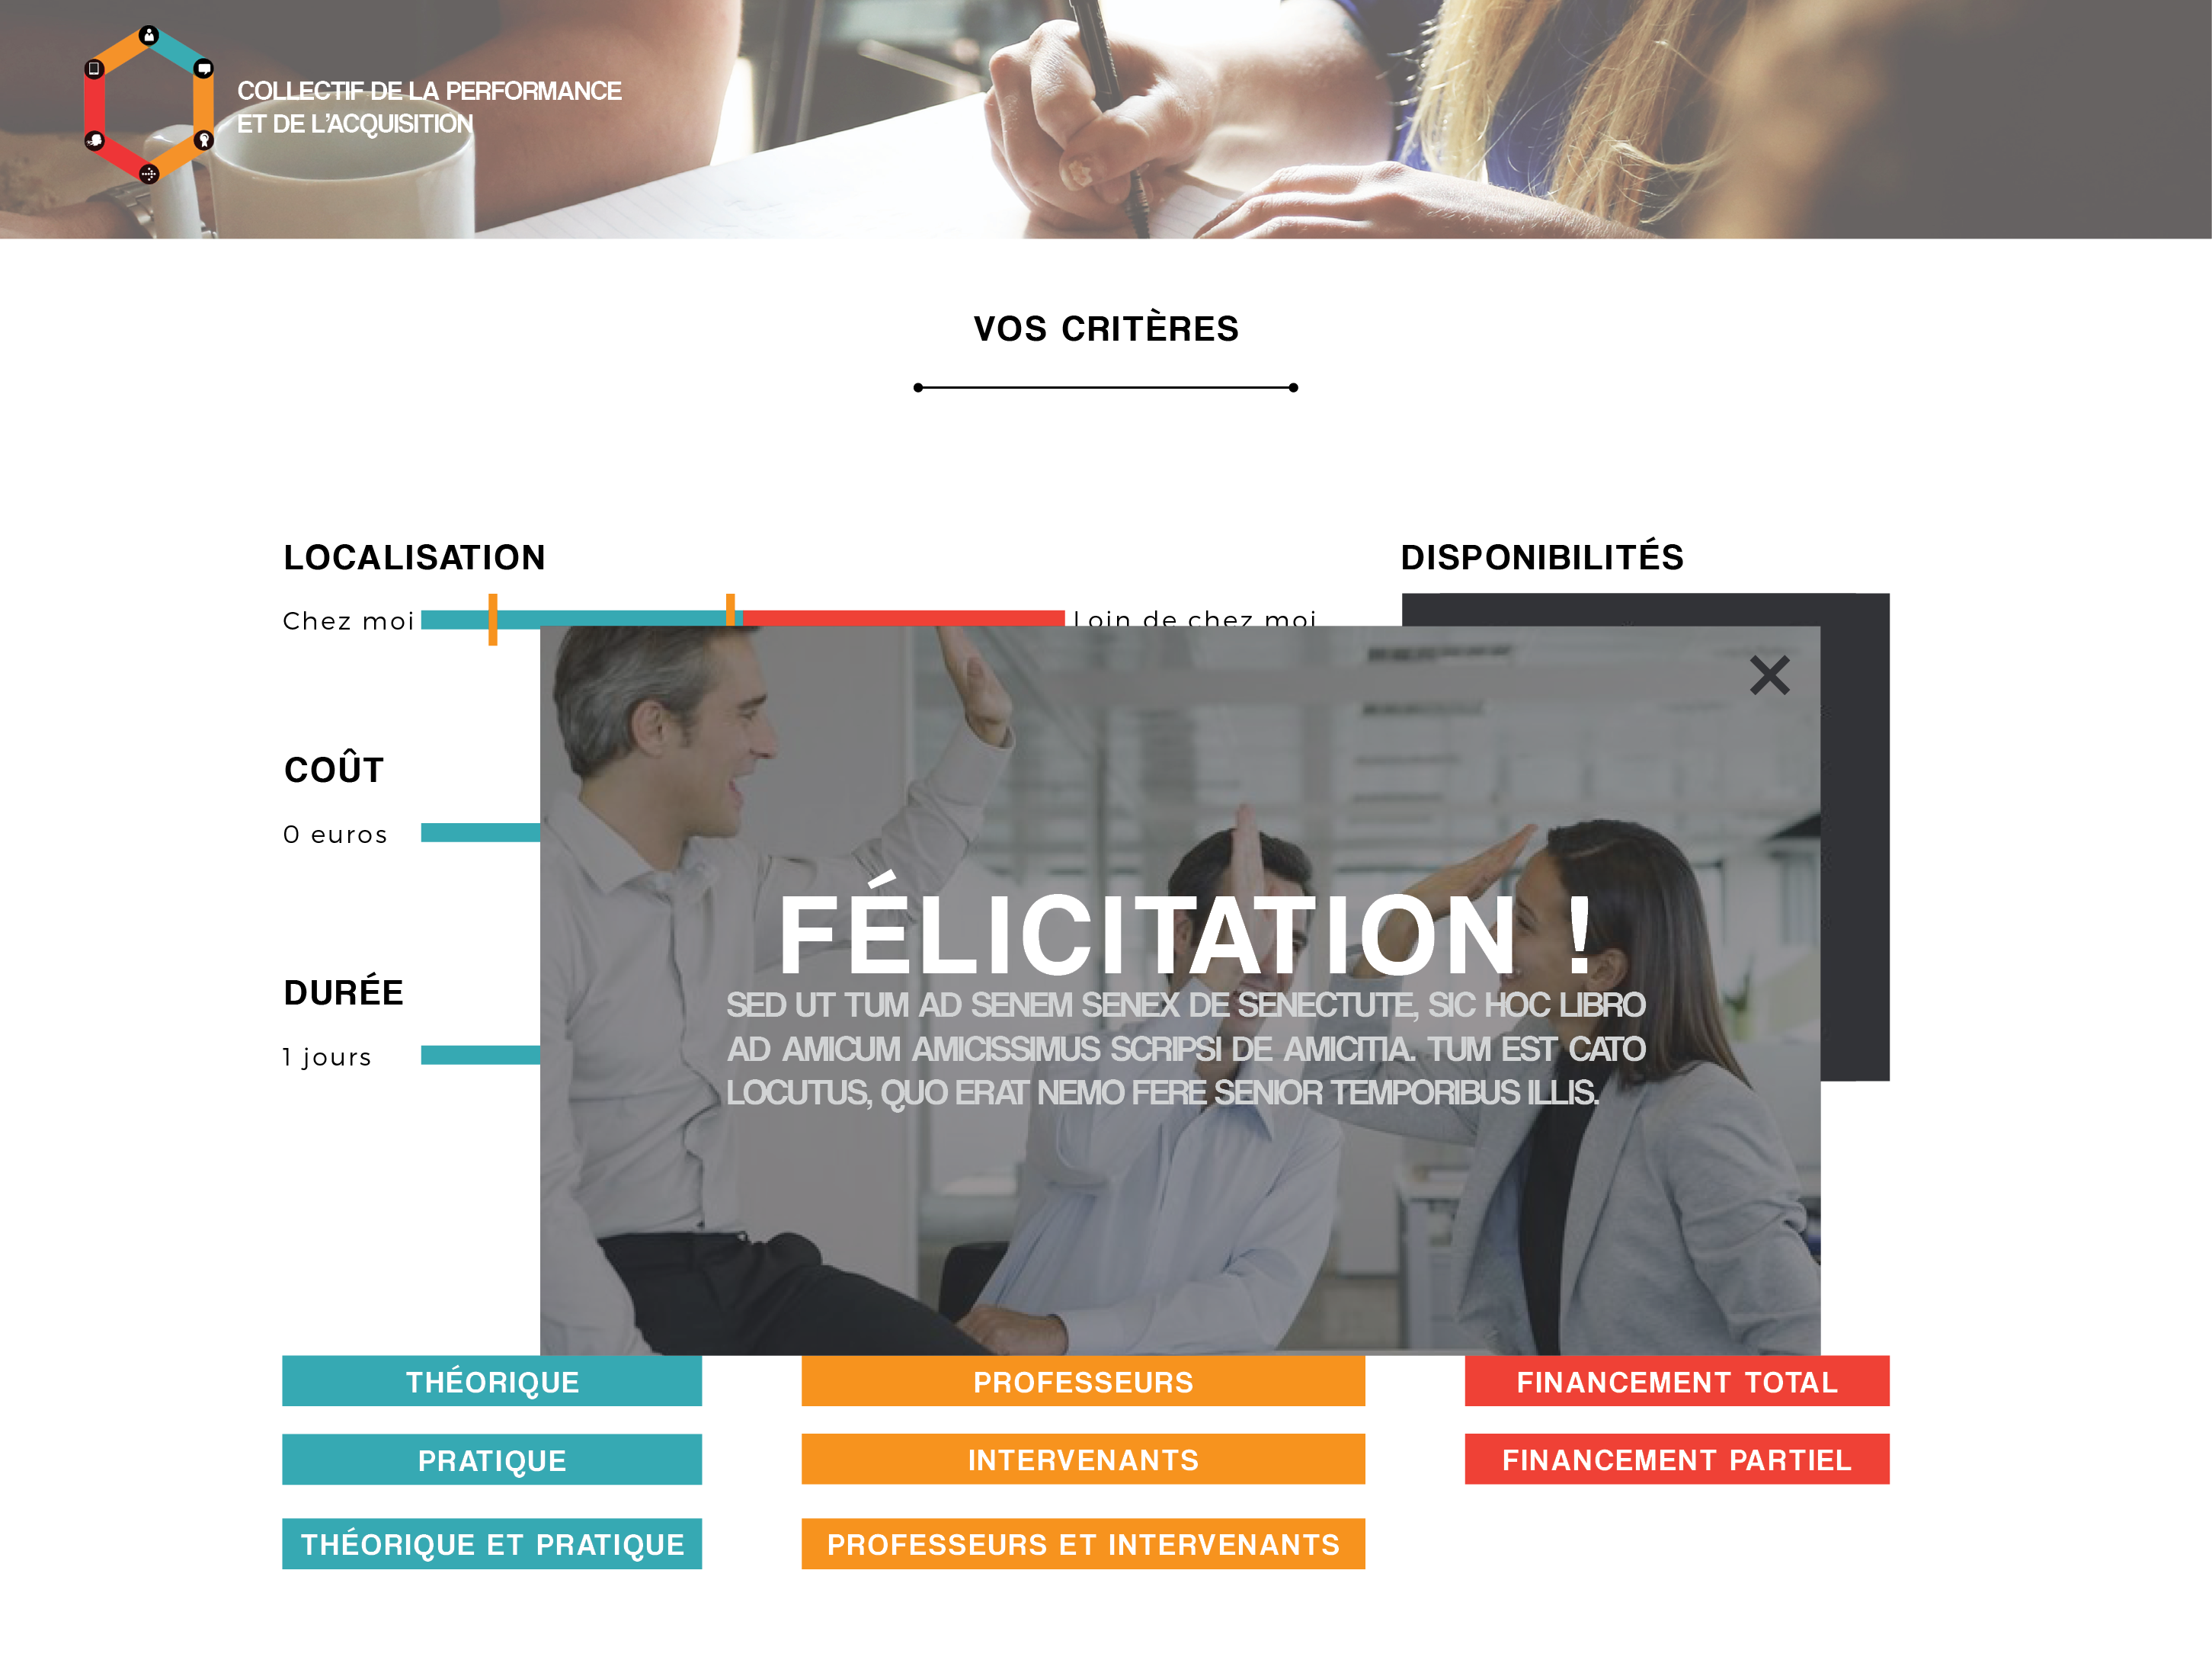 COLLECTIF DE LA PERFORMANCE
ET DE L'ACQUISITION
VOS CRITÈRES
LOCALISATION
Chez moi
Loin de chez moi
DISPONIBILITÉS
COÛT
0 euros
DURÉE
1 jours
FÉLICITATION !
SED UT TUM AD SENEM SENEX DE SENECTUTE, SIC HOC LIBRO
AD AMICUM AMICISSIMUS SCRIPSI DE AMICITIA. TUM EST CATO
LOCUTUS, QUO ERAT NEMO FERE SENIOR TEMPORIBUS ILLIS.
THÉORIQUE
PROFESSEURS
FINANCEMENT TOTAL
PRATIQUE
INTERVENANTS
FINANCEMENT PARTIEL
THÉORIQUE ET PRATIQUE
PROFESSEURS ET INTERVENANTS